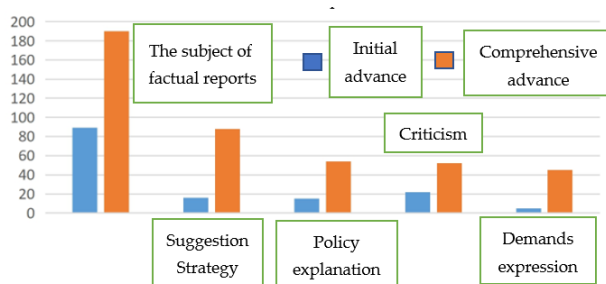 200
180
160
140
120
100
80
60
40
20
0
The subject of
factual reports
Initial
advance
Comprehensive
advance
Criticism
Suggestion
Strategy
Policy
explanation
Demands
expression